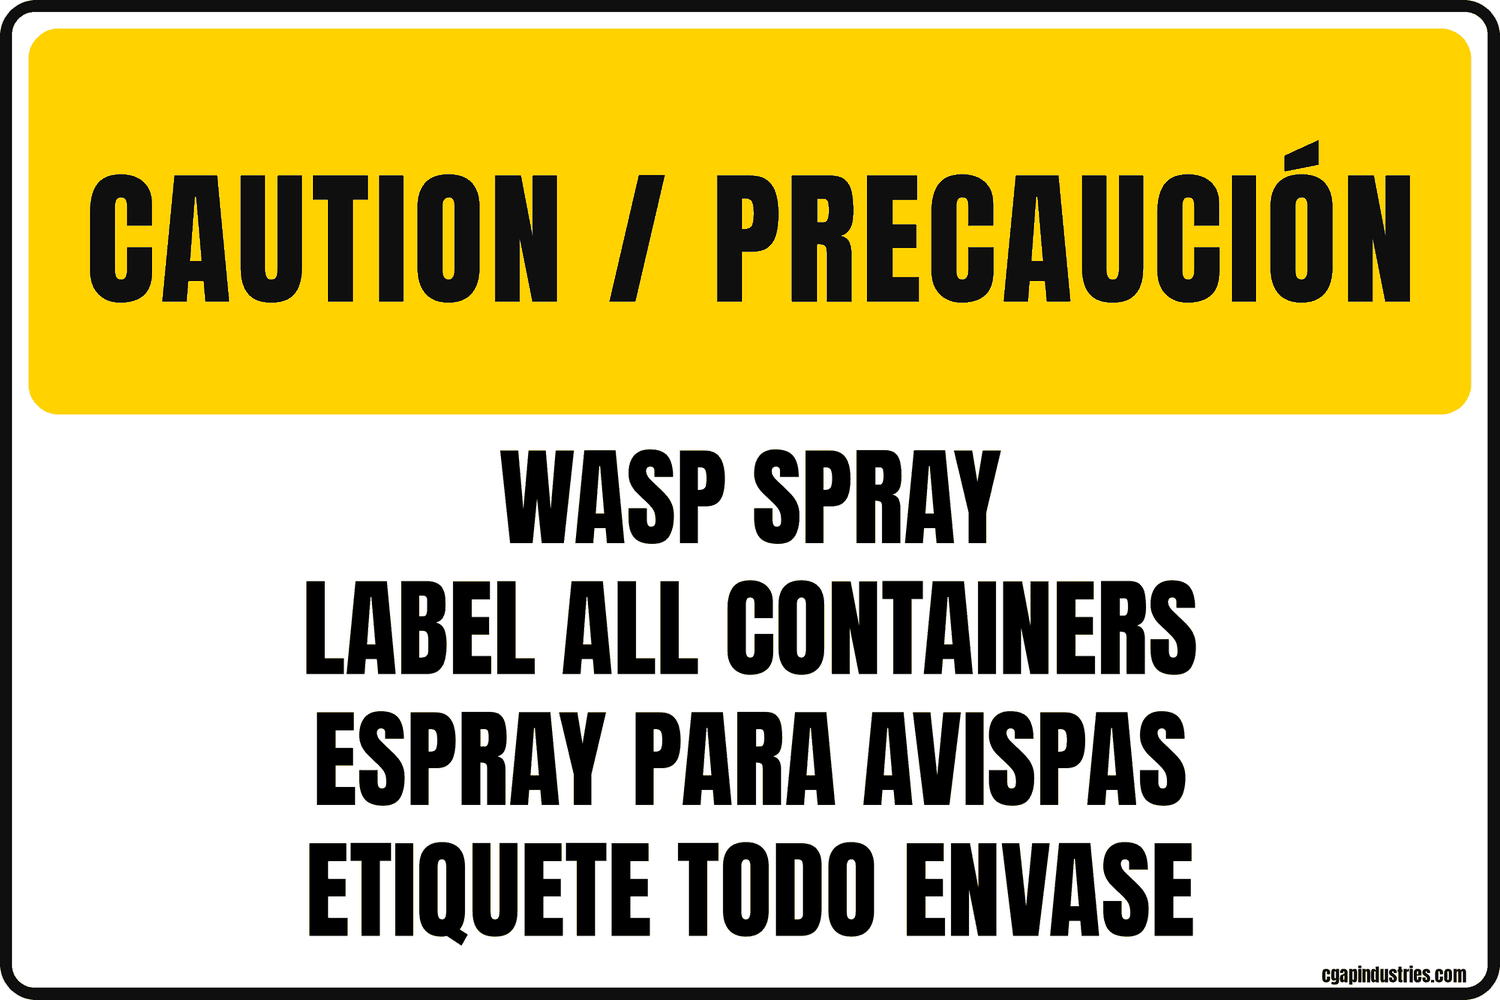 CAUTION / PRECAUCIÓN
WASP SPRAY
LABEL ALL CONTAINERS
ESPRAY PARA AVISPAS
ETIQUETE TODO ENVASE
cgapindustries.com